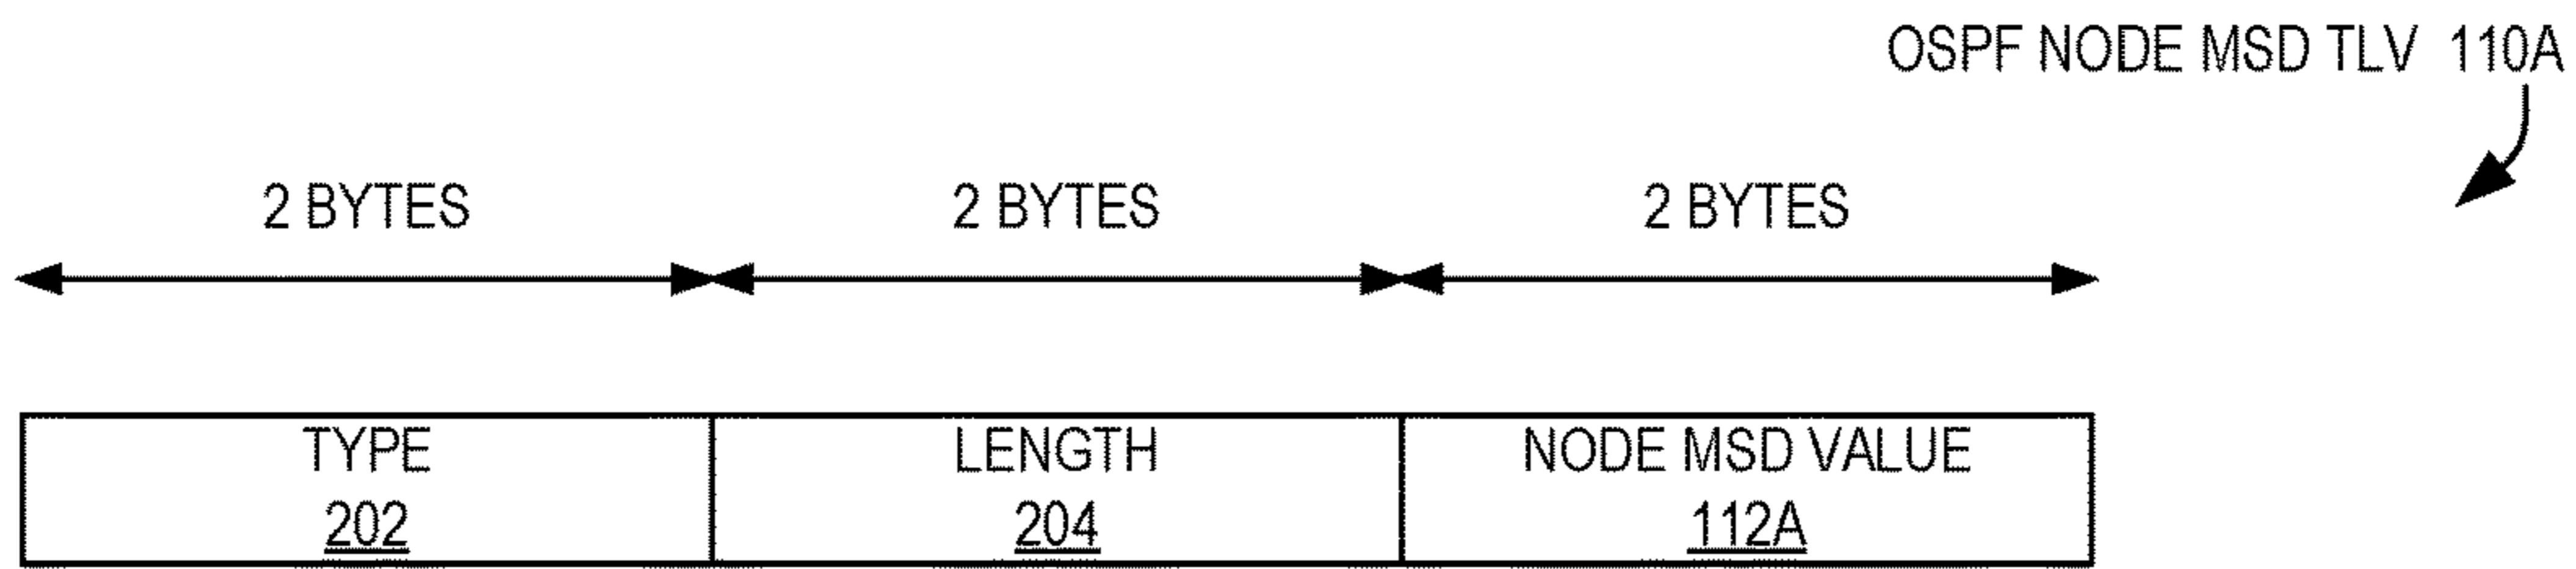 OSPF NODE MSD TLV 110A
2 BYTES 2 BYTES 2 BYTES
TYPE LENGTH NODE MSD VALUE
202 204 112A